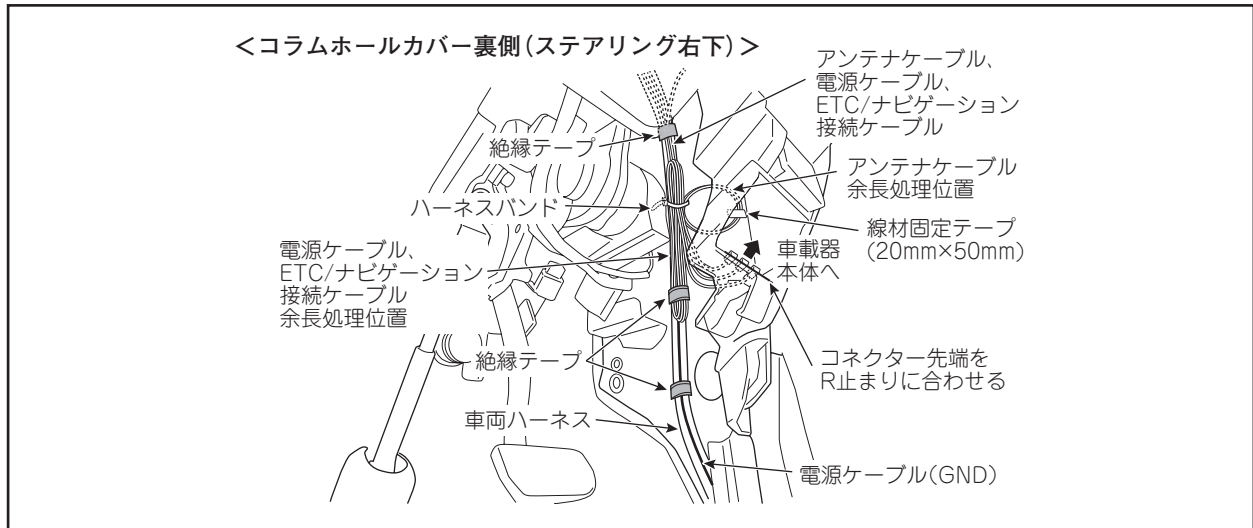 ＜コラムホールカバー裏側(ステアリング右下)＞
アンテナケーブル、
電源ケーブル、
ETC/ナビゲーション
接続ケーブル
絶縁テープ
アンテナケーブル
余長処理位置
ハーネスバンド
線材固定テープ
(20mm×50mm)
電源ケーブル、
ETC/ナビゲーション
接続ケーブル
余長処理位置
車載器
本体へ
絶縁テープ
コネクター先端を
R止まりに合わせる
車両ハーネス
電源ケーブル(GND)